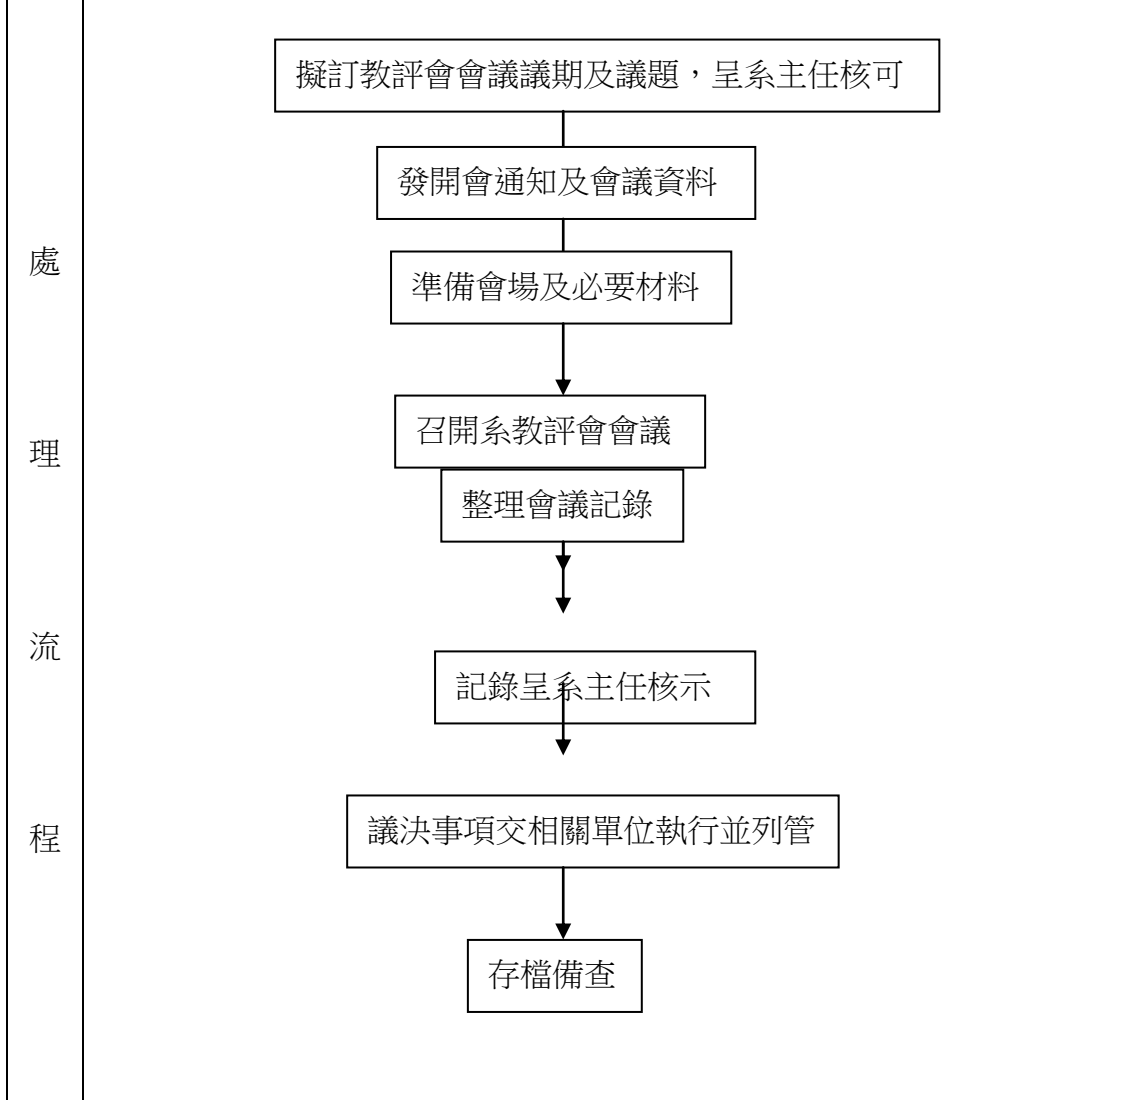 擬訂教評會會議議期及議題，呈系主任核可
發開會通知及會議資料
準備會場及必要材料
召開系教評會會議
整理會議記錄
記錄呈系主任核示
議決事項交相關單位執行並列管
存檔備查
處
理
流
程